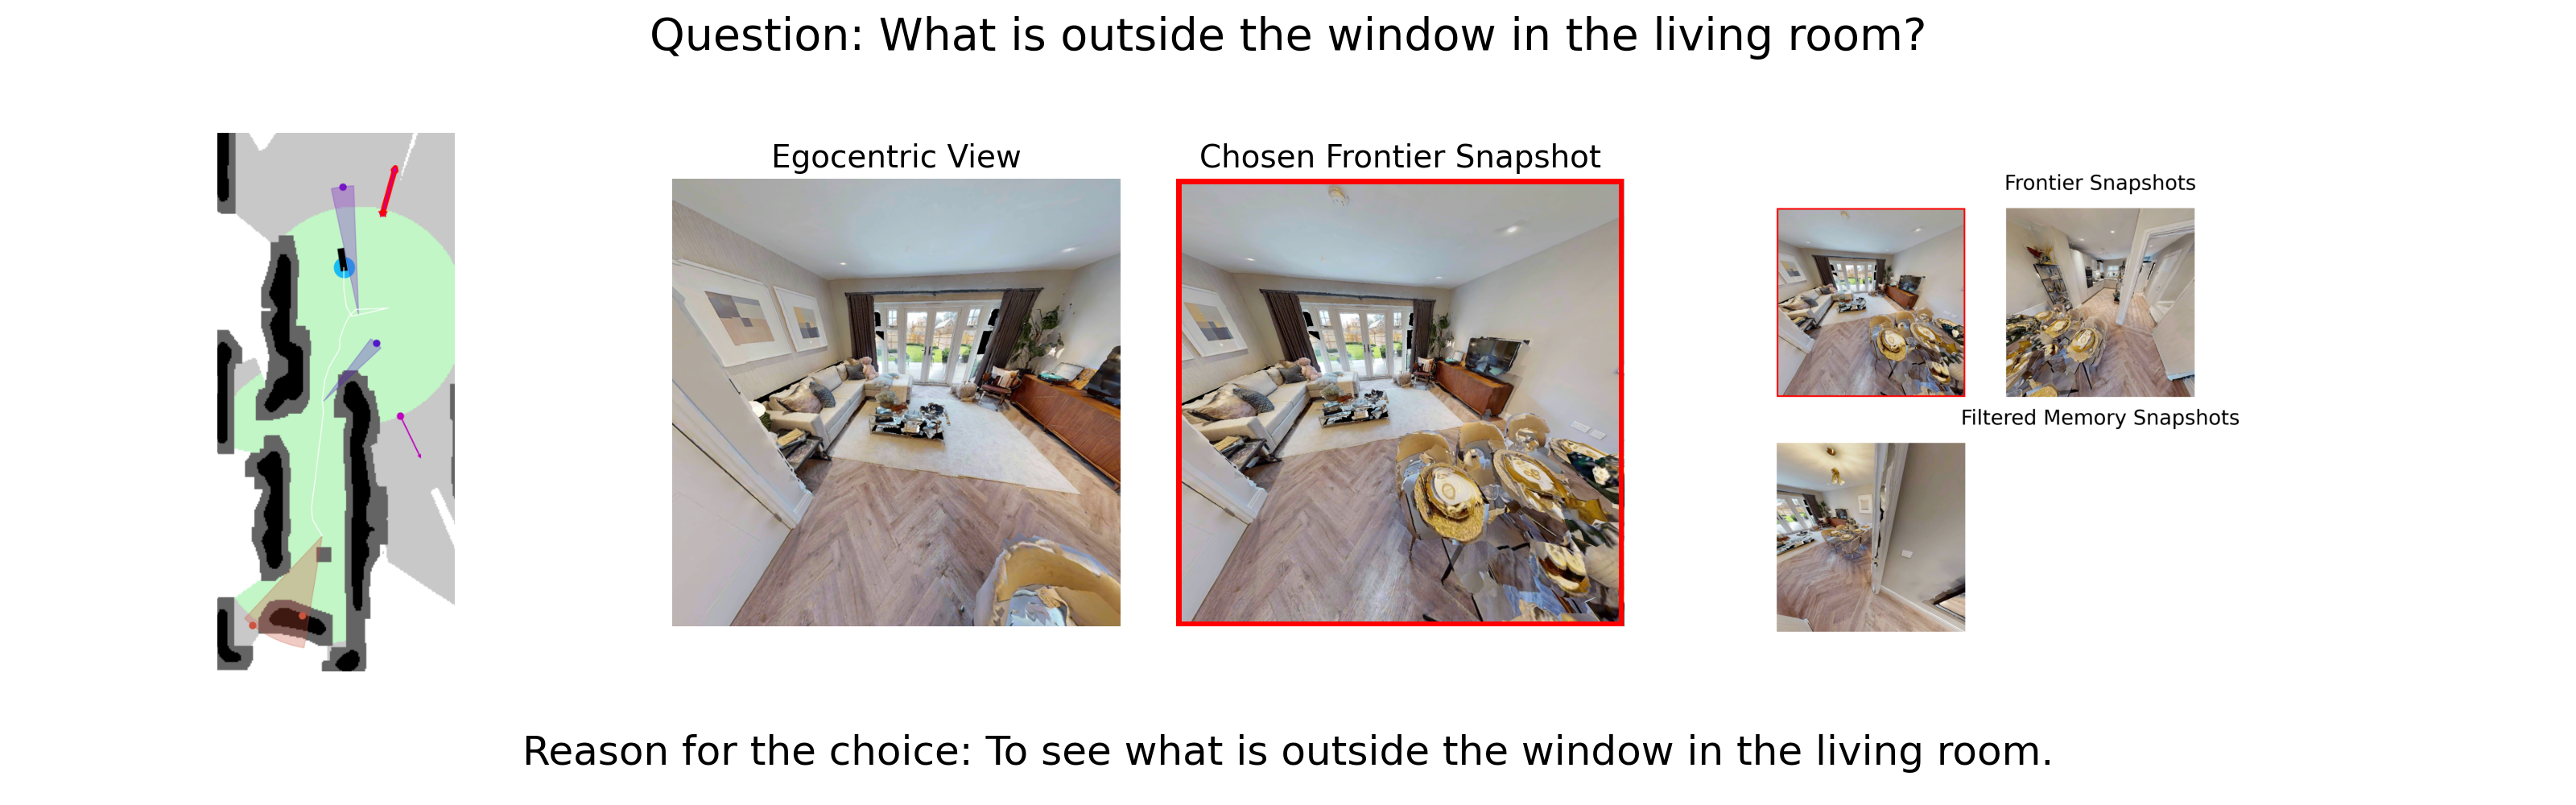 Question: What is outside the window in the living room?
Egocentric View
Chosen Frontier Snapshot
Frontier Snapshots
Filtered Memory Snapshots
Reason for the choice: To see what is outside the window in the living room.